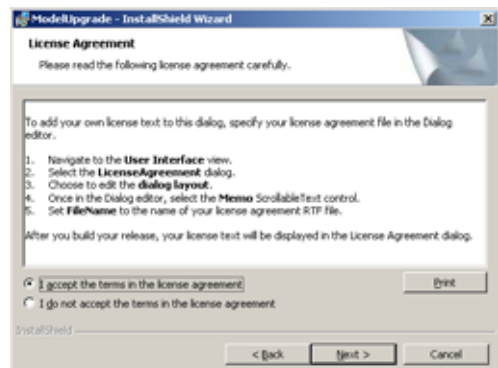 ModelUpgrade - InstallShield Wizard
License Agreement
Please read the following license agreement carefully.
To add your own license text to this dialog, specify your license agreement file in the Dialog
editor.
1. Navigate to the User Interface view.
2. Select the LicenseAgreement dialog.
3. Choose to edit the dialog layout.
4. Once in the Dialog editor, select the Memo ScrollableText control.
5. Set FileName to the name of your license agreement RTF file.
After you build your release, your license text will be displayed in the License Agreement dialog.
I accept the terms in the license agreement
Print
I do not accept the terms in the license agreement
InstallShield
< Back Next > Cancel